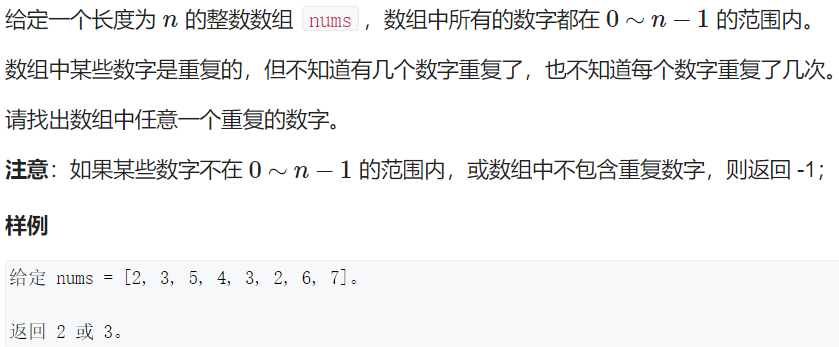 给定一个长度为 n 的整数数组 nums ，数组中所有的数字都在 0 ∼ n − 1 的范围内。
数组中某些数字是重复的，但不知道有几个数字重复了，也不知道每个数字重复了几次。
请找出数组中任意一个重复的数字。
注意：如果某些数字不在 0 ∼ n − 1 的范围内，或数组中不包含重复数字，则返回 -1；
样例
给定 nums = [2, 3, 5, 4, 3, 2, 6, 7]。
返回 2 或 3。